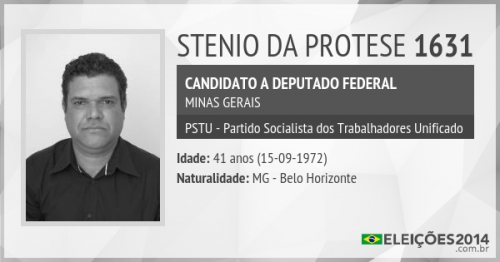 STENIO DA PROTESE 1631
CANDIDATO A DEPUTADO FEDERAL
MINAS GERAIS
PSTU - Partido Socialista dos Trabalhadores Unificado
Idade: 41 anos (15-09-1972)
Naturalidade: MG - Belo Horizonte
ELEIÇÕES2014
.com.br